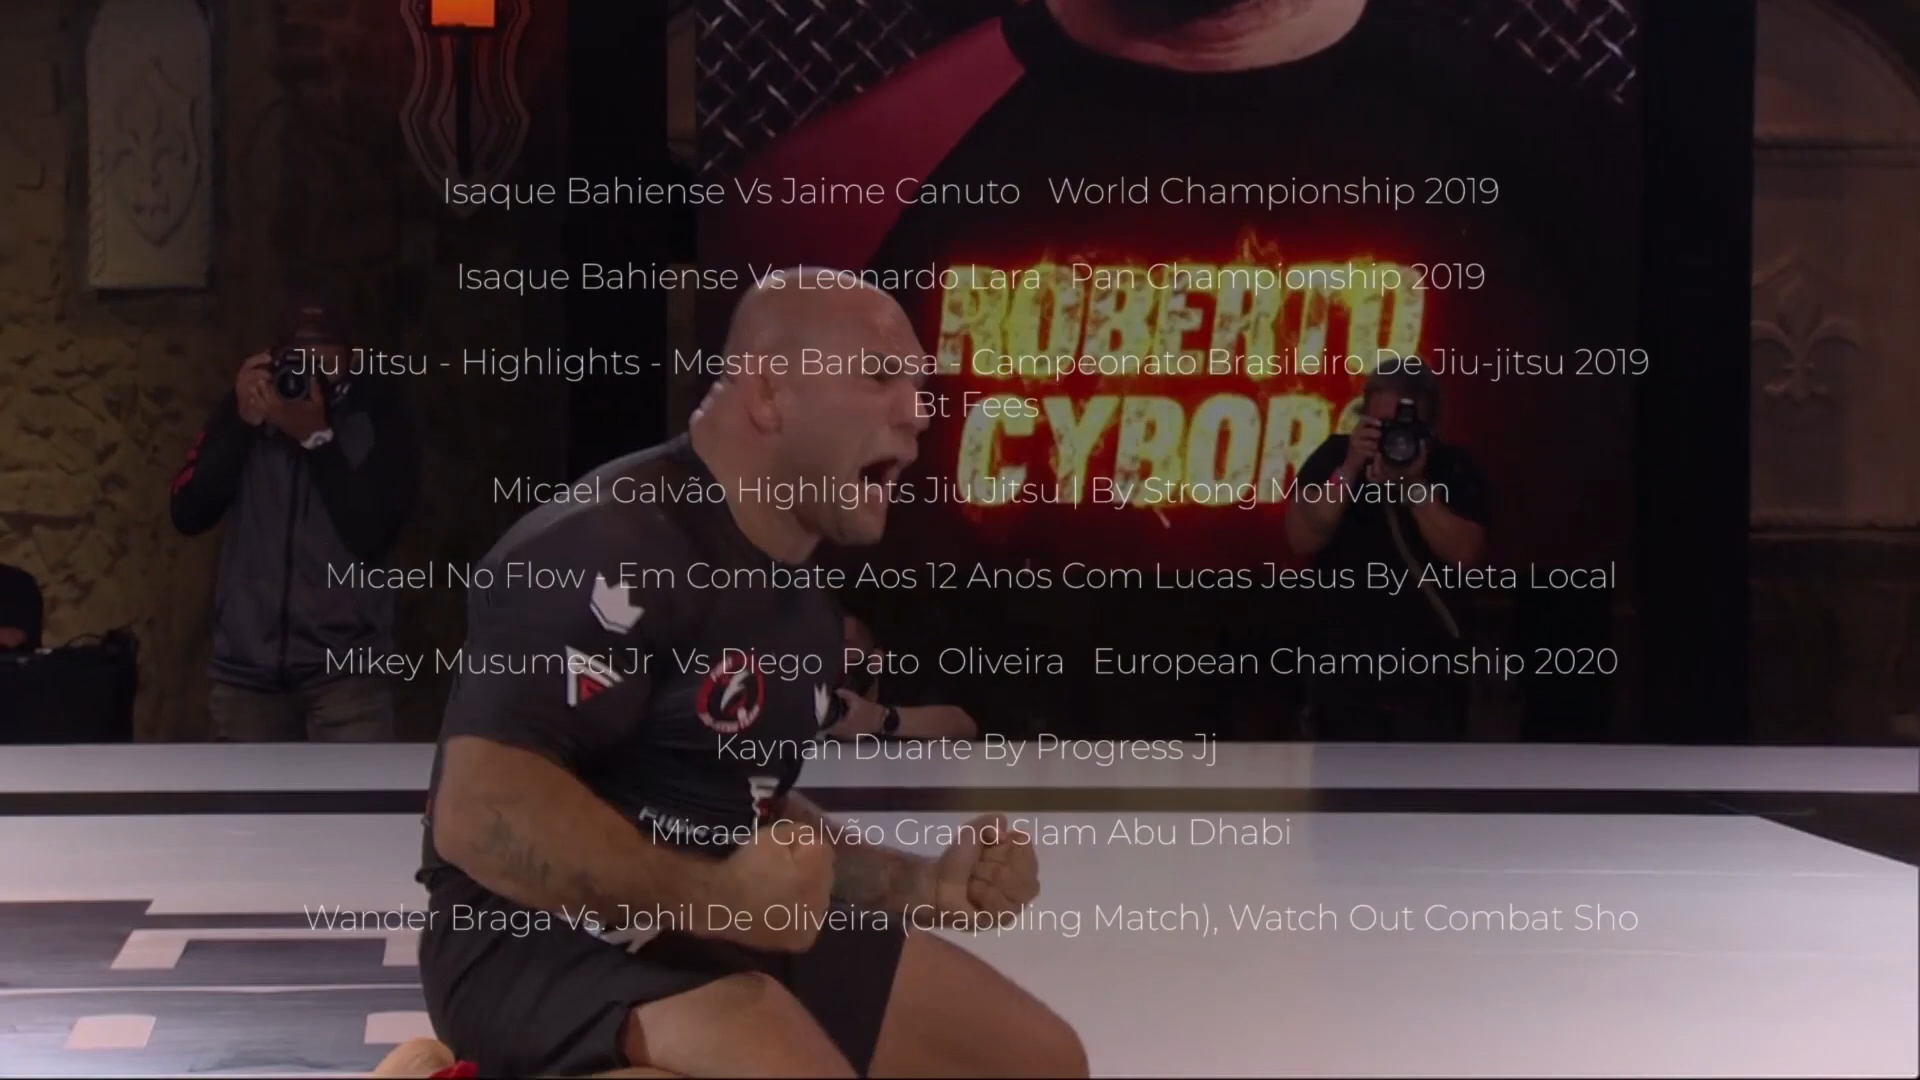 Isaque Bahiense Vs Jaime Canuto World Championship 2019
Isaque Bahiense Vs Leonardo Lara Pan Championship 2019
ROBERTO
Jiu Jitsu - Highlights - Mestre Barbosa - Campeonato Brasileiro De Jiu-jitsu 2019
Bt Fees
CYBORG
Micael Galvão Highlights Jiu Jitsu | By Strong Motivation
Micael No Flow - Em Combate Aos 12 Anos Com Lucas Jesus By Atleta Local
Mikey Musumeci Jr Vs Diego Pato Oliveira European Championship 2020
Kaynan Duarte By Progress Jj
Micael Galvão Grand Slam Abu Dhabi
Wander Braga Vs. Johil De Oliveira (Grappling Match), Watch Out Combat Sho